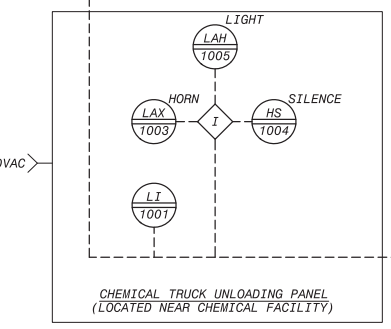 LIGHT
LAH
1005
HORN
SILENCE
LAX
1003
I
HS
1004
0VAC
LI
1001
CHEMICAL TRUCK UNLOADING PANEL
(LOCATED NEAR CHEMICAL FACILITY)